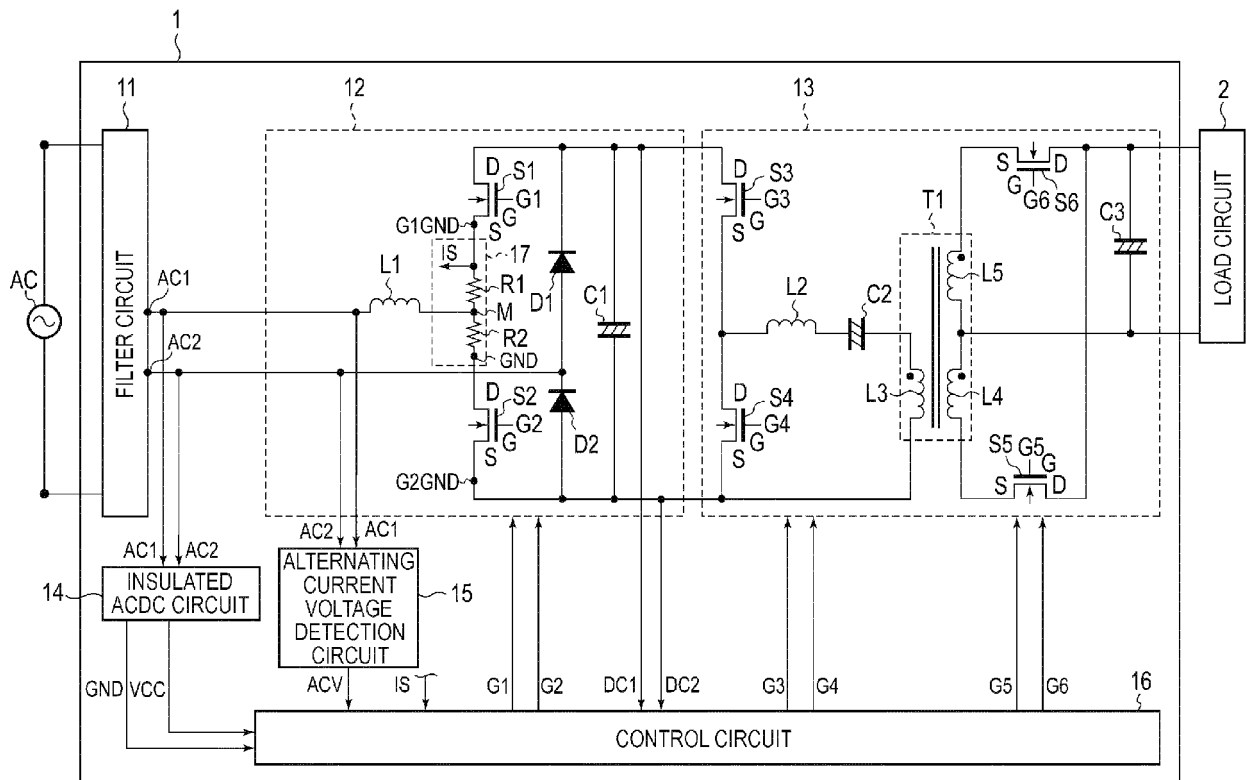 1
11
12
13
2
FILTER CIRCUIT
LOAD CIRCUIT
AC
AC1
AC2
L1
D
S1
G1
G
S
G1GND
IS
17
R1
M
R2
GND
D
S2
G2
G
S
G2GND
D1
D2
C1
D
S3
G3
G
S
L2
C2
D
S4
G4
G
S
T1
L3
L5
L4
S
D
G
G6
S6
C3
S5
G5
G
S
D
AC1
AC2
14
INSULATED
ACDC CIRCUIT
AC2
AC1
ALTERNATING
CURRENT
VOLTAGE
DETECTION
CIRCUIT
15
GND
VCC
ACV
IS
G1
G2
DC1
DC2
G3
G4
G5
G6
16
CONTROL CIRCUIT